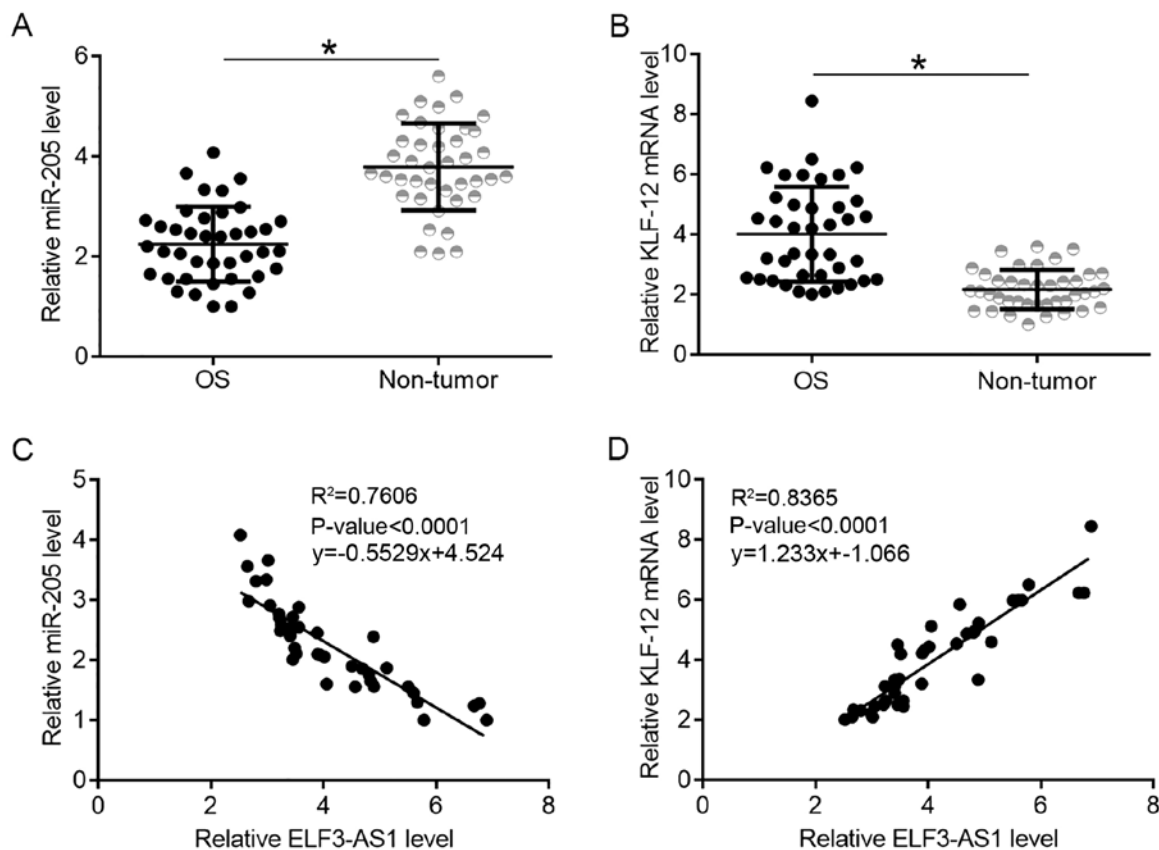 A
Relative miR-205 level
6
4
2
0
*
OS
Non-tumor
B
Relative KLF-12 mRNA level
10
8
6
4
2
0
*
OS
Non-tumor
C
Relative miR-205 level
5
4
3
2
1
0
R²=0.7606
P-value<0.0001
y=-0.5529x+4.524
0
2
4
6
8
Relative ELF3-AS1 level
D
Relative KLF-12 mRNA level
10
8
6
4
2
0
R²=0.8365
P-value<0.0001
y=1.233x+-1.066
0
2
4
6
8
Relative ELF3-AS1 level